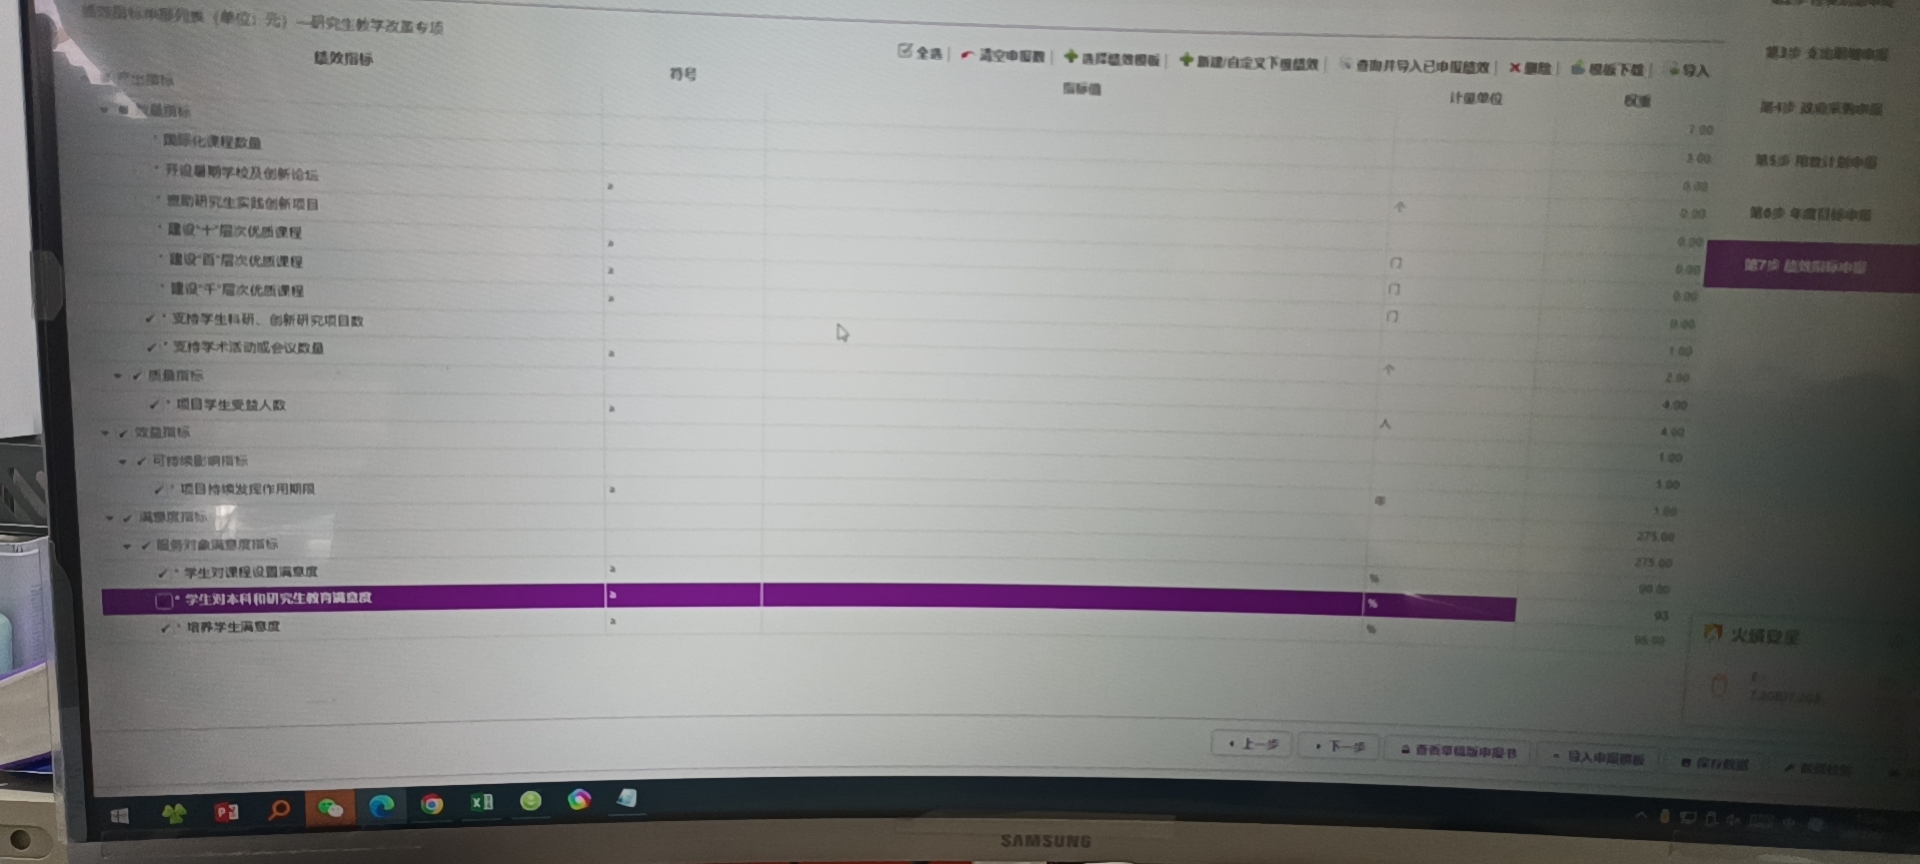 绩效指标申报列表（单位：元）—研究生教学改革专项
全选 清空申报数 选择绩效模板 新建/自定义下级绩效 查询并导入已申报绩效 删除 模板下载 导入
绩效指标 符号 指标值 计量单位 权重
产出指标
数量指标 7.00
国际化课程数量
开设暑期学校及创新论坛 0.00
资助研究生实践创新项目 个 0.00
建设“十”层次优质课程 0.00
建设“百”层次优质课程 门 0.00
建设“千”层次优质课程 门 0.00
支持学生科研、创新研究项目数 门 0.00
支持学术活动或会议数量 1.00
质量指标 个 2.00
项目学生受益人数 4.00
效益指标 人 4.00
可持续影响指标 1.00
项目持续发挥作用期限 年 1.00
满意度指标 1.00
服务对象满意度指标 275.00
学生对课程设置满意度 % 275.00
学生对本科和研究生教育满意度 % 93
培养学生满意度 % 95.00
第3步 支出明细申报
第4步 政府采购申报
第5步 用款计划申报
第6步 年度目标申报
第7步 绩效指标申报
火绒安全
上一步 下一步 查看草稿版申报书 导入申报模板 保存数据
SAMSUNG